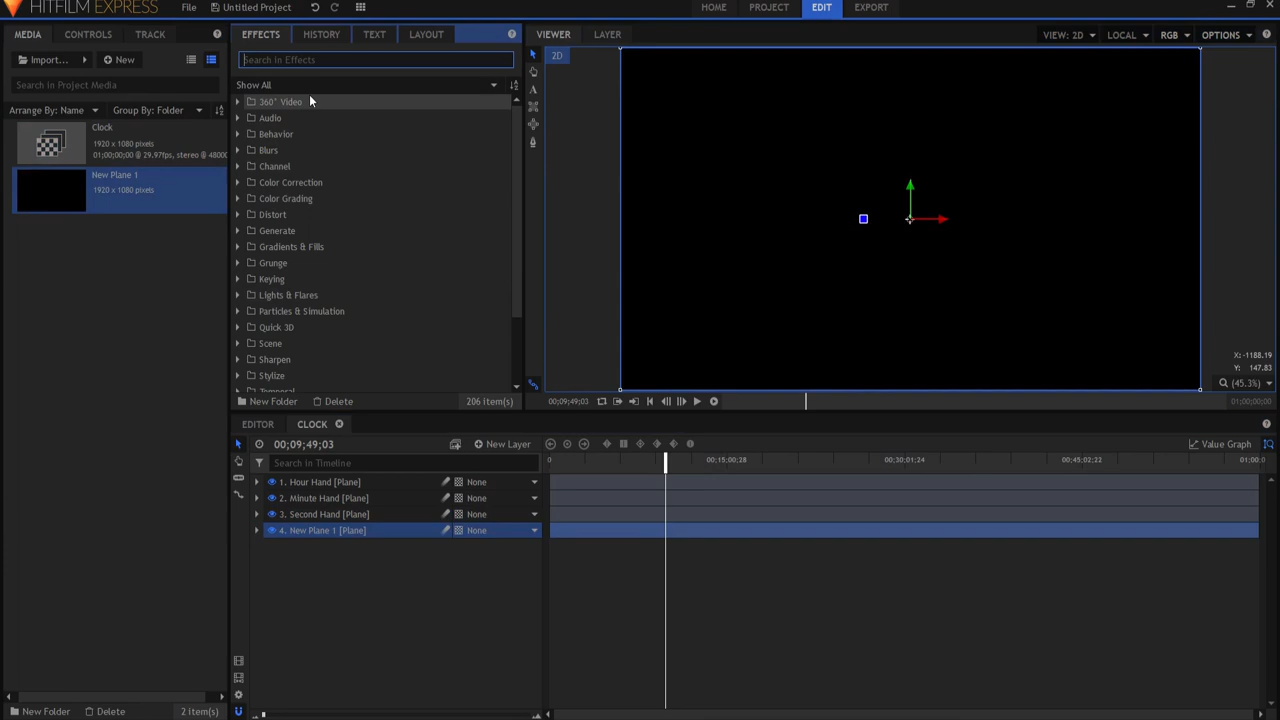 HITFILM EXPRESS
File
Untitled Project
HOME
PROJECT
EDIT
EXPORT
MEDIA
CONTROLS
TRACK
?
EFFECTS
HISTORY
TEXT
LAYOUT
?
VIEWER
LAYER
VIEW: 2D
LOCAL
RGB
OPTIONS
Import...
New
Search in Effects
2D
Search in Project Media
Show All
Arrange By: Name
Group By: Folder
Clock
1920 x 1080 pixels
01;00;00;00 @ 29.97fps, stereo @ 48000
New Plane 1
1920 x 1080 pixels
360° Video
Audio
Behavior
Blurs
Channel
Color Correction
Color Grading
Distort
Generate
Gradients & Fills
Grunge
Keying
Lights & Flares
Particles & Simulation
Quick 3D
Scene
Sharpen
Stylize
Temporal
New Folder
Delete
206 item(s)
X: -1188.19
Y: 147.83
(45.3%)
00;09;49;03
01;00;00;00
EDITOR
CLOCK
?
00;09;49;03
New Layer
Value Graph
Search in Timeline
0
00;15;00;28
00;30;01;24
00;45;02;22
01;00;0
1. Hour Hand [Plane]
None
2. Minute Hand [Plane]
None
3. Second Hand [Plane]
None
4. New Plane 1 [Plane]
None
New Folder
Delete
2 item(s)